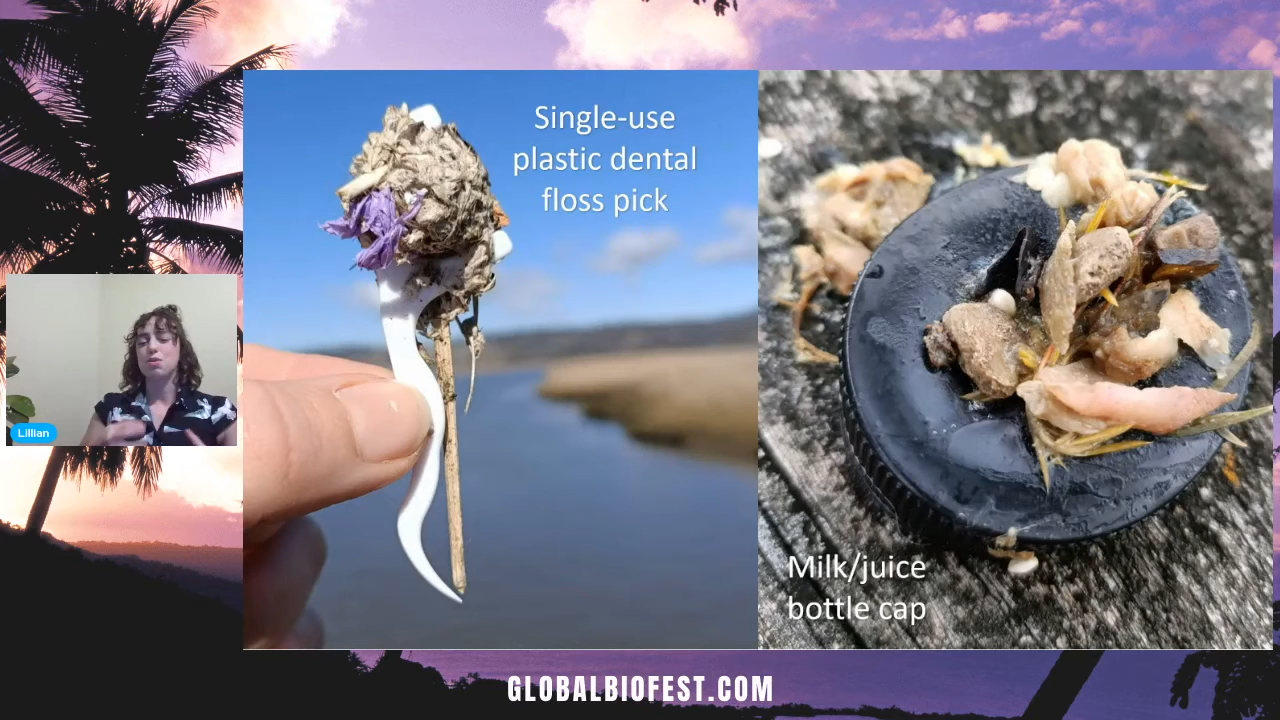 Single-use
plastic dental
floss pick
Lillian
Milk/juice
bottle cap
GLOBALBIOFEST.COM